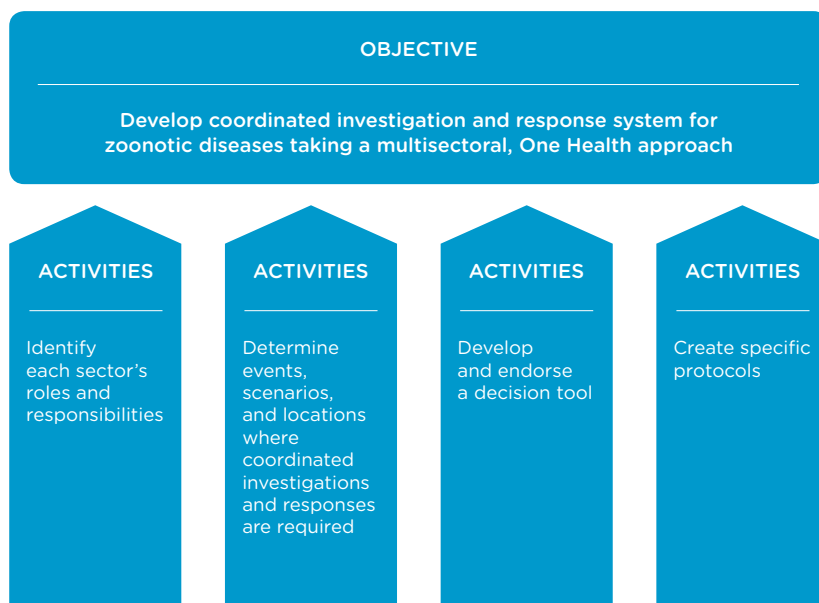 OBJECTIVE
Develop coordinated investigation and response system for
zoonotic diseases taking a multisectoral, One Health approach
ACTIVITIES
Identify
each sector’s
roles and
responsibilities
ACTIVITIES
Determine
events,
scenarios,
and locations
where
coordinated
investigations
and responses
are required
ACTIVITIES
Develop
and endorse
a decision tool
ACTIVITIES
Create specific
protocols